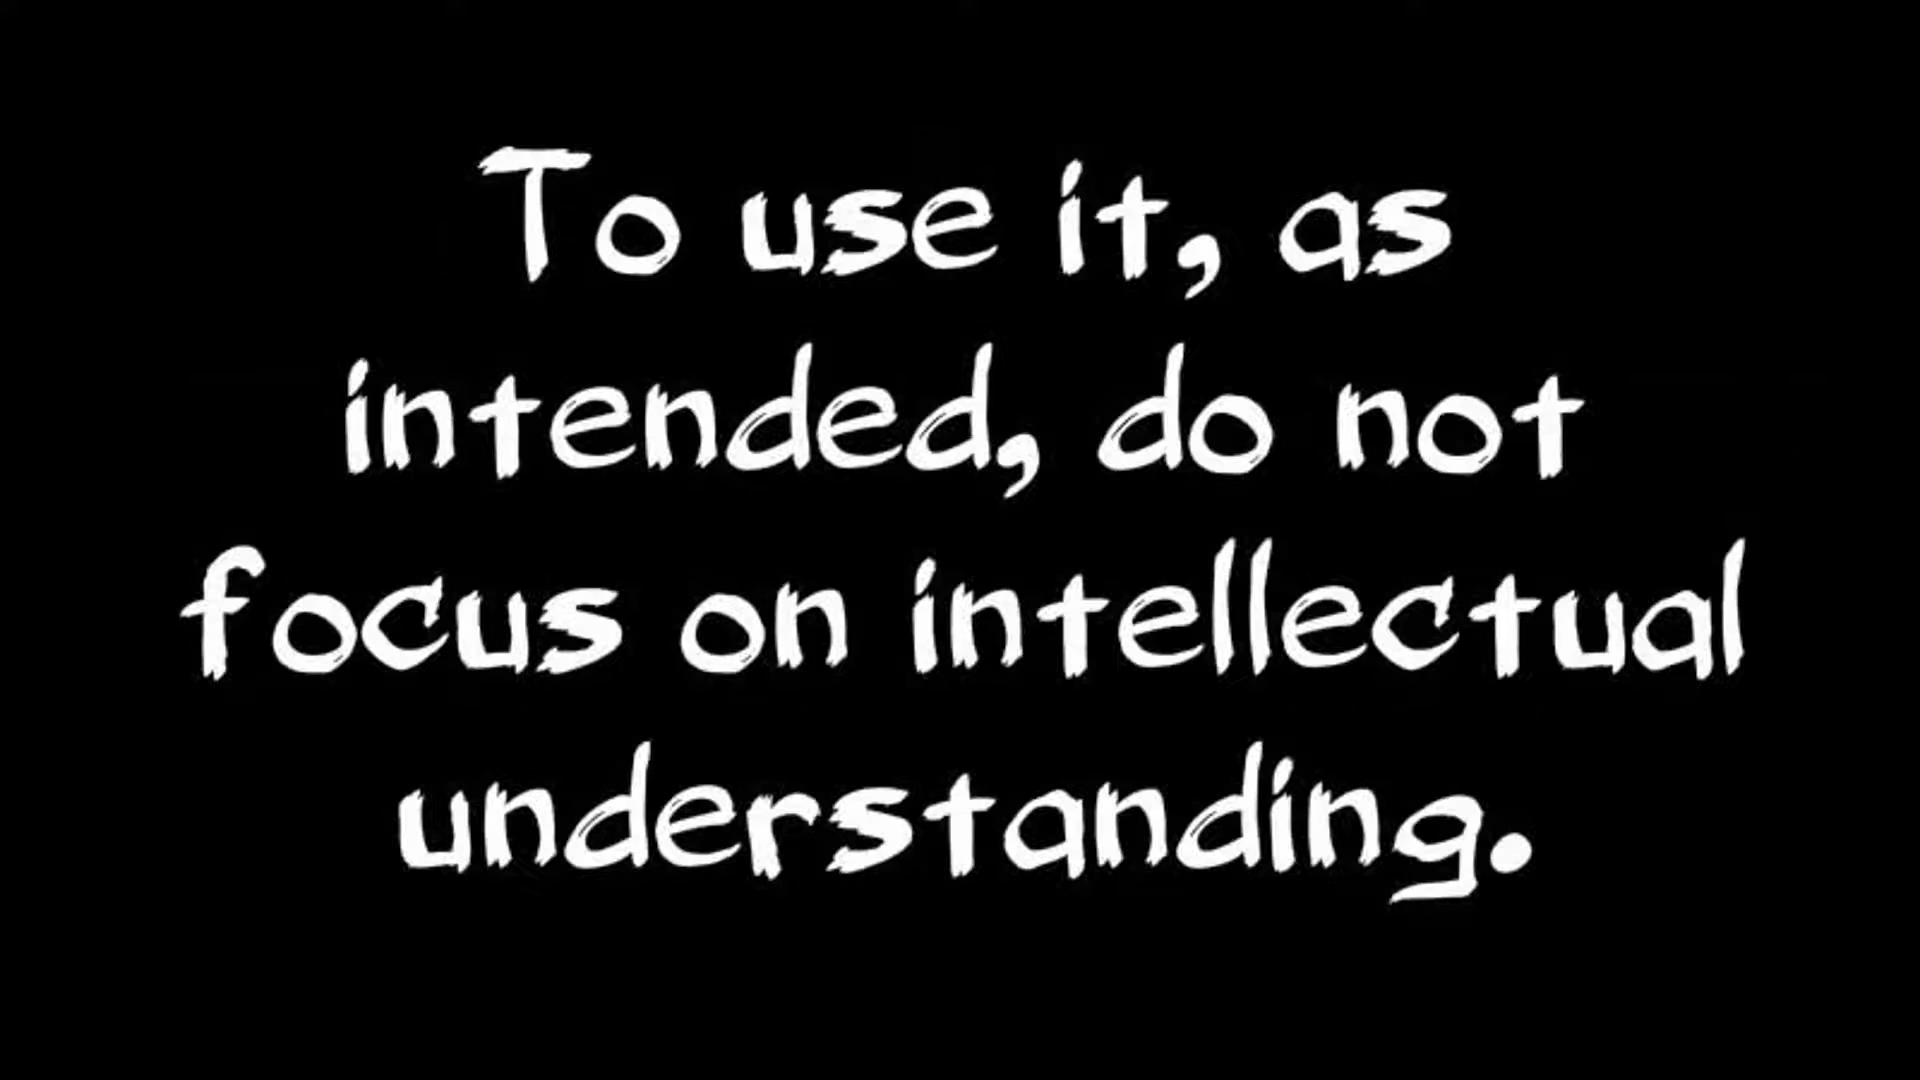 To use it, as
intended, do not
focus on intellectual
understanding.